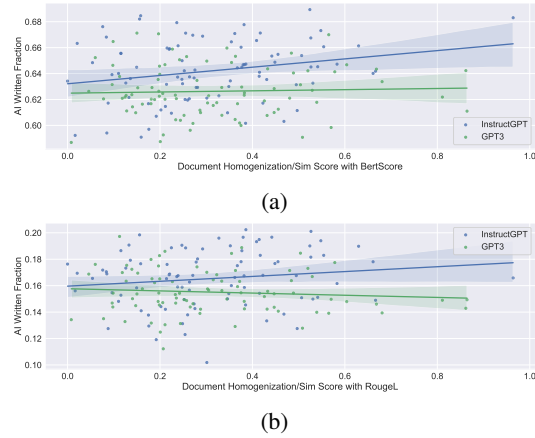 0.68
0.66
0.64
0.62
0.60
AI Written Fraction
InstructGPT
GPT3
0.0 0.2 0.4 0.6 0.8 1.0
Document Homogenization/Sim Score with BertScore
(a)
0.20
0.18
0.16
0.14
0.12
0.10
AI Written Fraction
InstructGPT
GPT3
0.0 0.2 0.4 0.6 0.8 1.0
Document Homogenization/Sim Score with RougeL
(b)